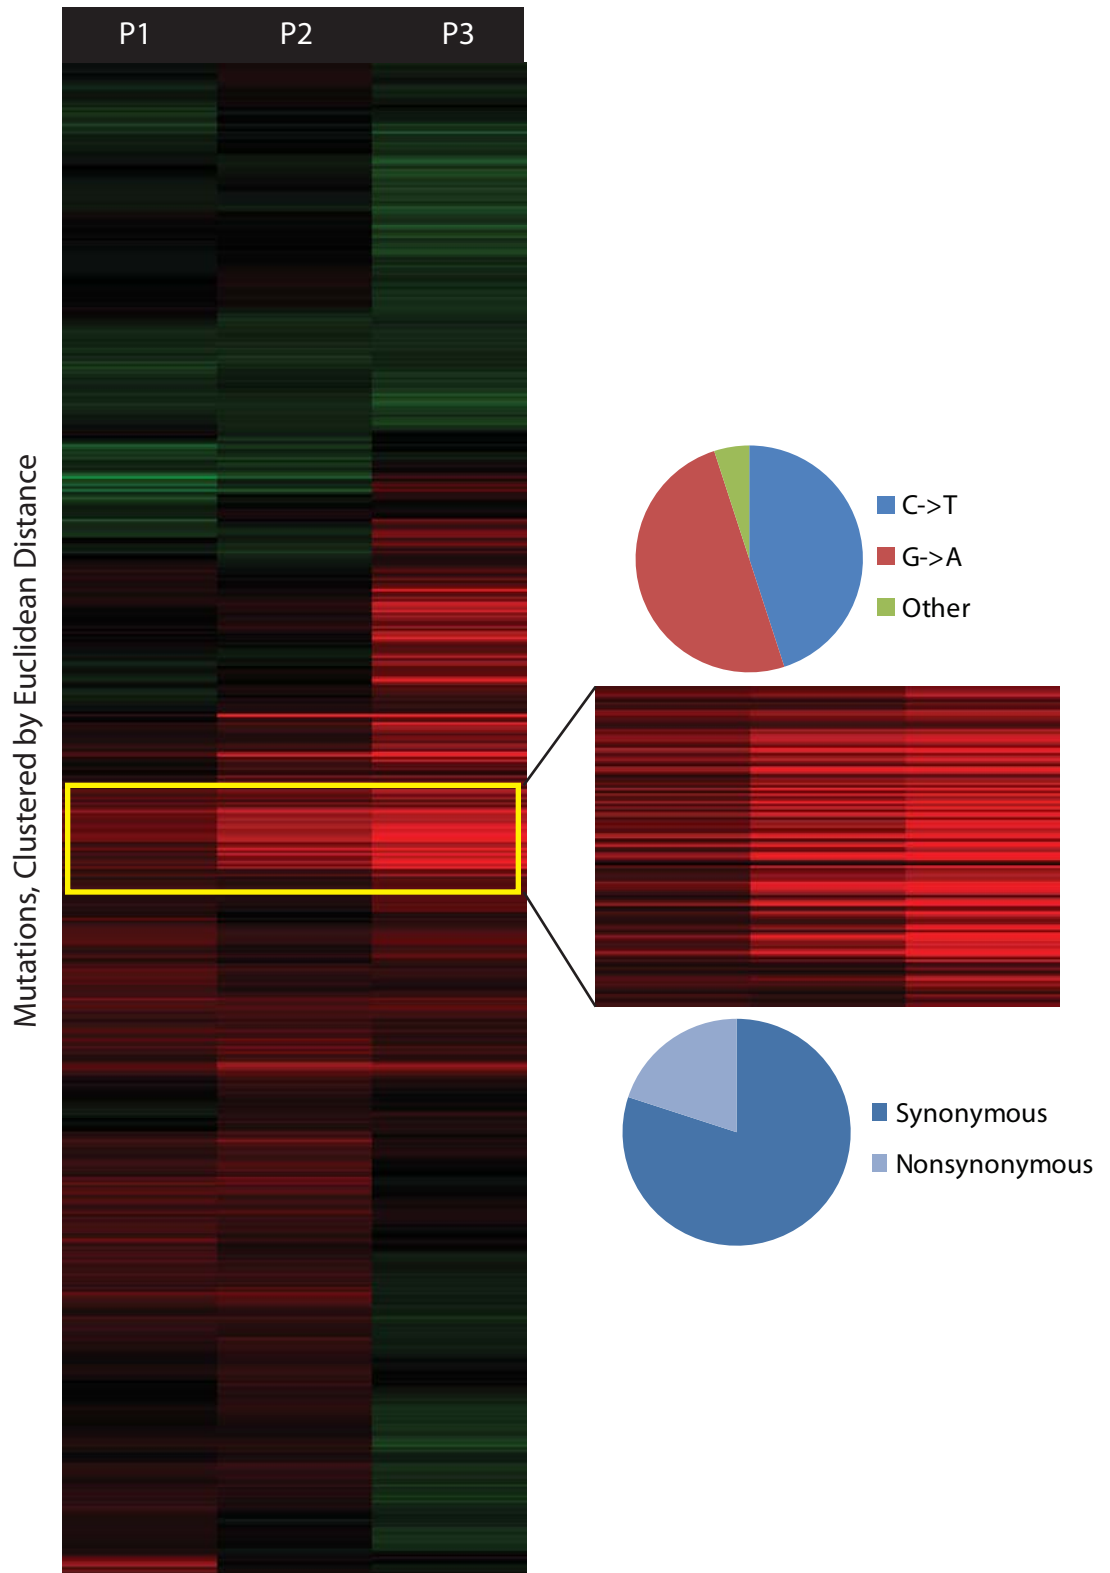 P1 P2 P3
Mutations, Clustered by Euclidean Distance
C->T
G->A
Other
Synonymous
Nonsynonymous